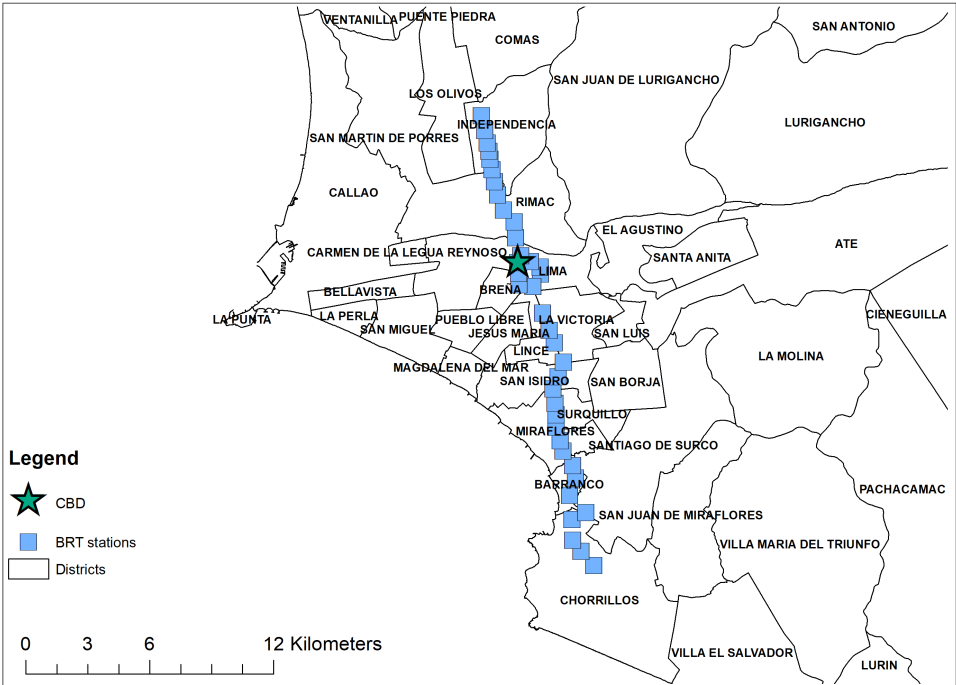 VENTANILLA
PUENTE PIEDRA
SAN ANTONIO
COMAS
SAN JUAN DE LURIGANCHO
LOS OLIVOS
LURIGANCHO
INDEPENDENCIA
SAN MARTIN DE PORRES
CALLAO
RIMAC
EL AGUSTINO
ATE
CARMEN DE LA LEGUA REYNOSO
SANTA ANITA
LIMA
BREÑA
BELLAVISTA
LA PUNTA
LA PERLA
PUEBLO LIBRE
LA VICTORIA
CIENEGUILLA
SAN MIGUEL
JESUS MARIA
SAN LUIS
LINCE
LA MOLINA
MAGDALENA DEL MAR
SAN ISIDRO
SAN BORJA
SURQUILLO
MIRAFLORES
SANTIAGO DE SURCO
BARRANCO
PACHACAMAC
SAN JUAN DE MIRAFLORES
VILLA MARIA DEL TRIUNFO
CHORRILLOS
VILLA EL SALVADOR
LURIN
Legend
CBD
BRT stations
Districts
0 3 6 12 Kilometers